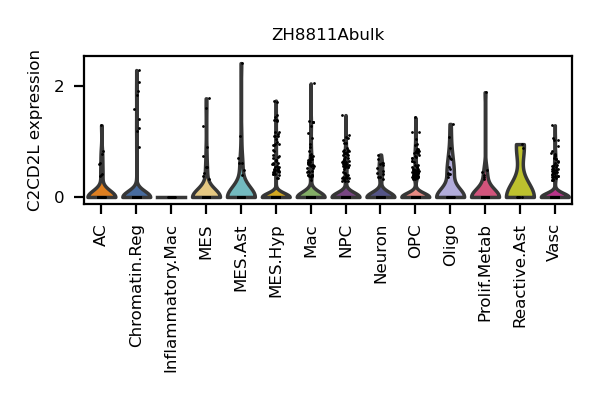 ZH8811Abulk
C2CD2L expression
2
0
AC
Chromatin.Reg
Inflammatory.Mac
MES
MES.Ast
MES.Hyp
Mac
NPC
Neuron
OPC
Oligo
Prolif.Metab
Reactive.Ast
Vasc